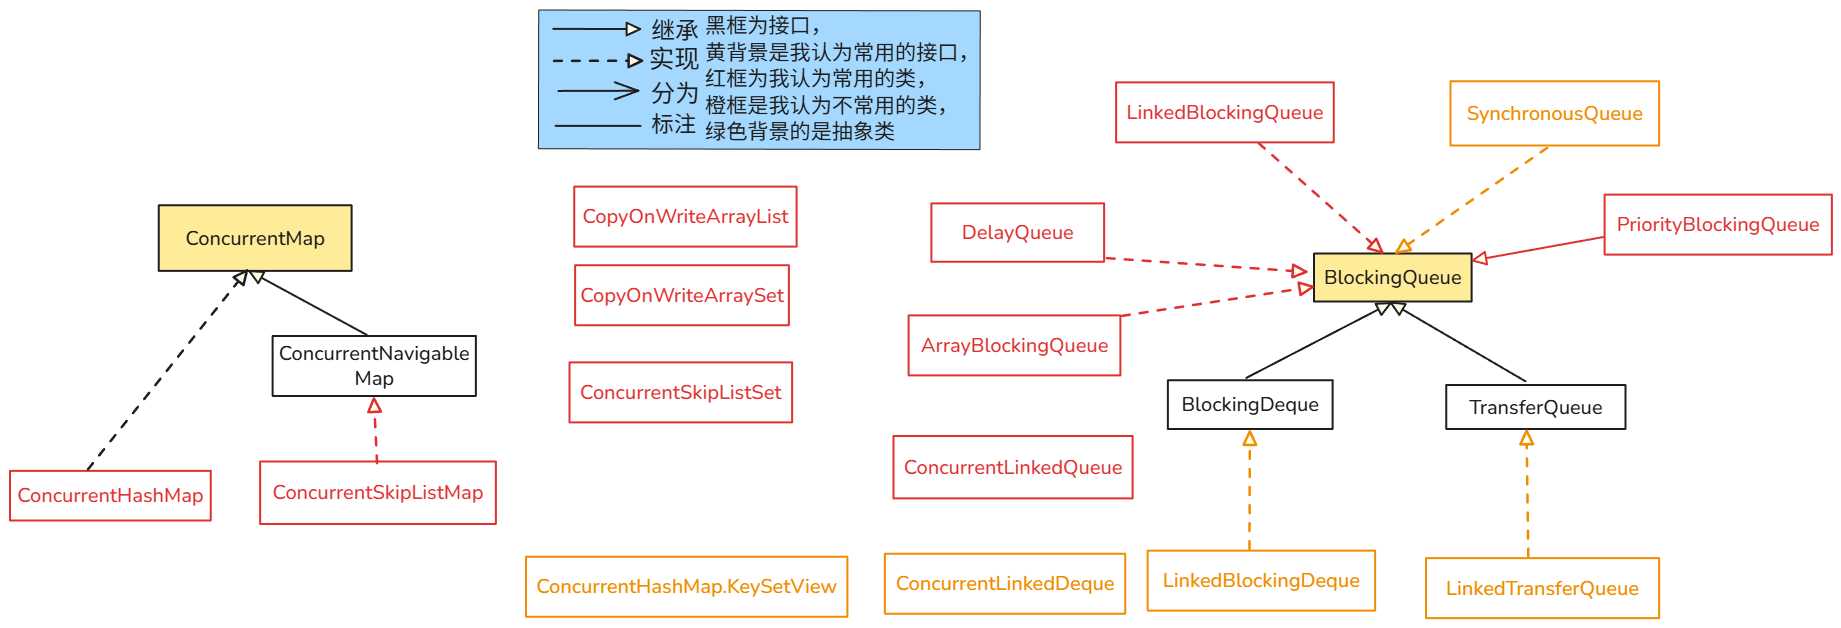 继承
实现
分为
标注
黑框为接口，
黄背景是我认为常用的接口，
红框为我认为常用的类，
橙框是我认为不常用的类，
绿色背景的是抽象类
LinkedBlockingQueue
SynchronousQueue
CopyOnWriteArrayList
ConcurrentMap
DelayQueue
PriorityBlockingQueue
BlockingQueue
CopyOnWriteArraySet
ConcurrentNavigable
Map
ArrayBlockingQueue
ConcurrentSkipListSet
BlockingDeque
TransferQueue
ConcurrentLinkedQueue
ConcurrentHashMap
ConcurrentSkipListMap
ConcurrentHashMap.KeySetView
ConcurrentLinkedDeque
LinkedBlockingDeque
LinkedTransferQueue